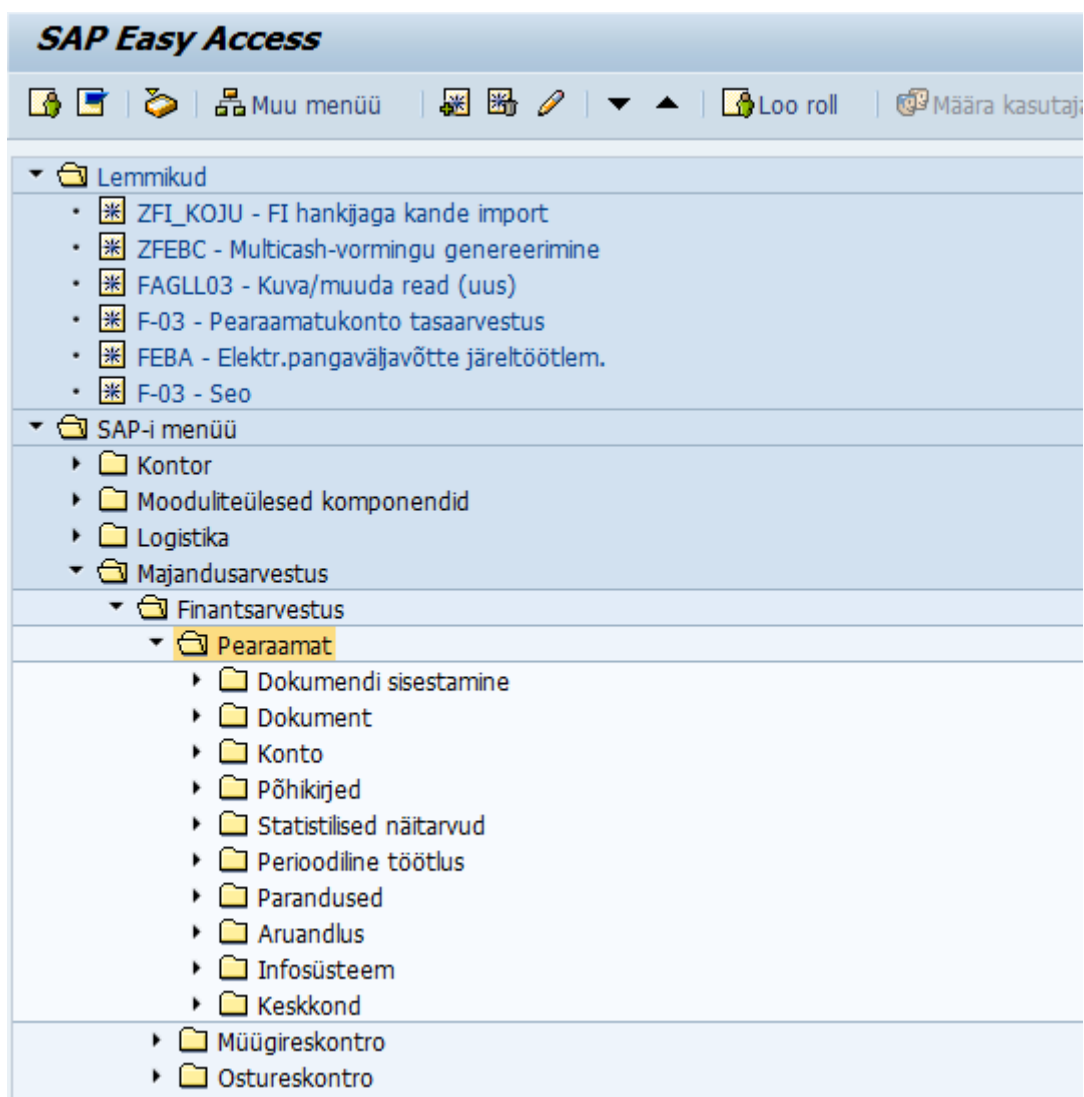 SAP Easy Access
Muu menüü Loo roll Määra kasutaja
Lemmikud
ZFI_KOJU - FI hankijaga kande import
ZFEBC - Multicash-vormingu genereerimine
FAGLL03 - Kuva/muuda read (uus)
F-03 - Pearaamatukonto tasaarvestus
FEBA - Elektr.pangaväljavõtte järeltöötlem.
F-03 - Seo
SAP-i menüü
Kontor
Mooduliteülesed komponendid
Logistika
Majandusarvestus
Finantsarvestus
Pearaamat
Dokumendi sisestamine
Dokument
Konto
Põhikirjed
Statistilised näitarvud
Perioodiline töötlus
Parandused
Aruandlus
Infosüsteem
Keskkond
Müügireskontro
Ostureskontro